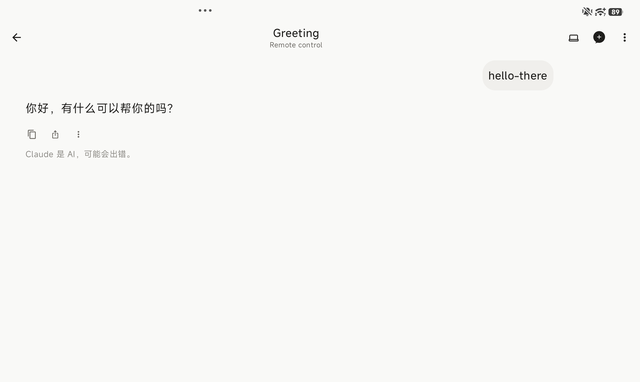 89
Greeting
Remote control
hello-there
你好，有什么可以帮你的吗？
Claude 是 AI，可能会出错。